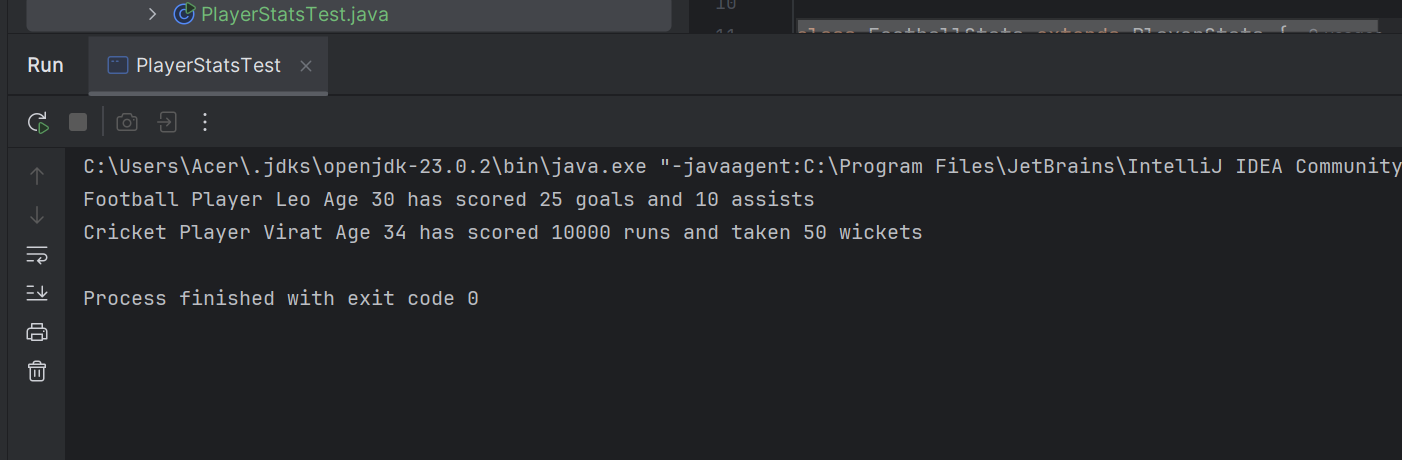 PlayerStatsTest.java
10
11
class FootballStats extends PlayerStats {
Run
PlayerStatsTest
C:\Users\Acer\.jdks\openjdk-23.0.2\bin\java.exe "-javaagent:C:\Program Files\JetBrains\IntelliJ IDEA Community
Football Player Leo Age 30 has scored 25 goals and 10 assists
Cricket Player Virat Age 34 has scored 10000 runs and taken 50 wickets
Process finished with exit code 0